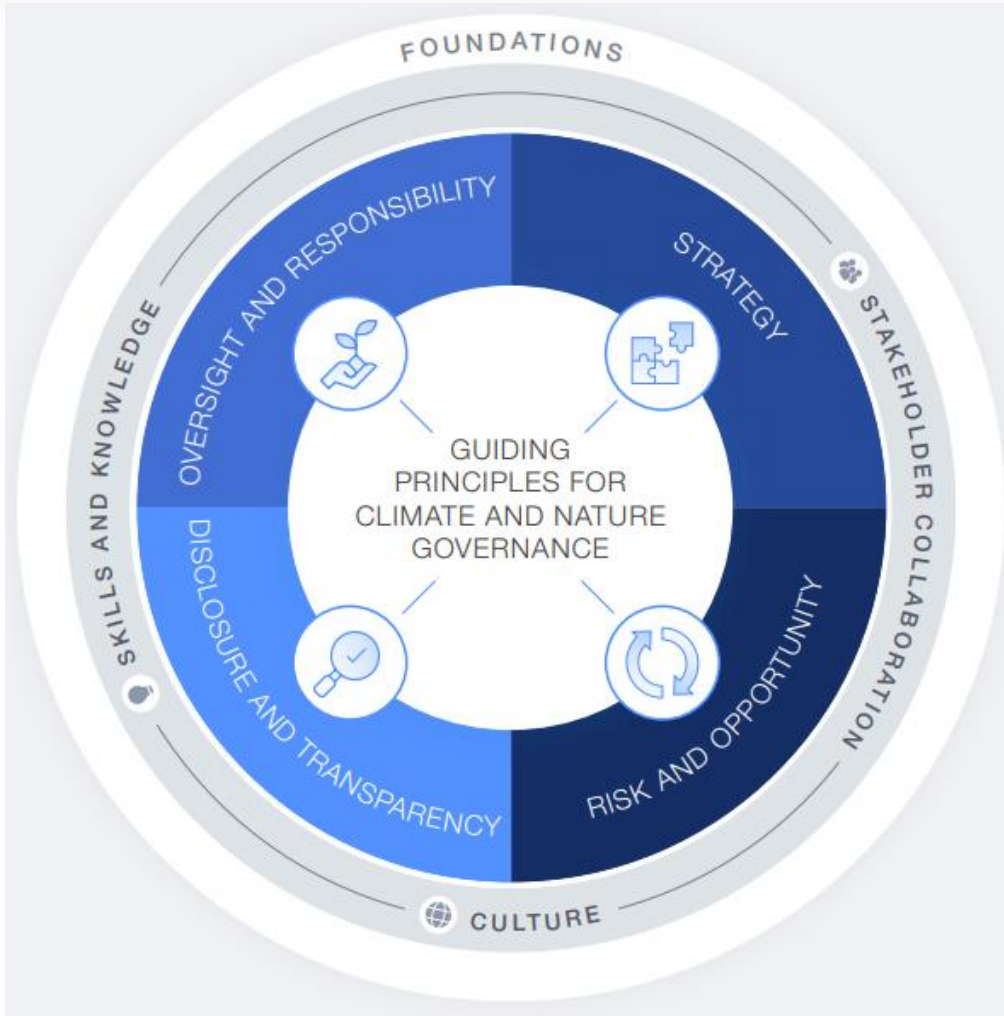 FOUNDATIONS
OVERSIGHT AND RESPONSIBILITY
STRATEGY
SKILLS AND KNOWLEDGE
STAKEHOLDER COLLABORATION
GUIDING
PRINCIPLES FOR
CLIMATE AND NATURE
GOVERNANCE
DISCLOSURE AND TRANSPARENCY
RISK AND OPPORTUNITY
CULTURE